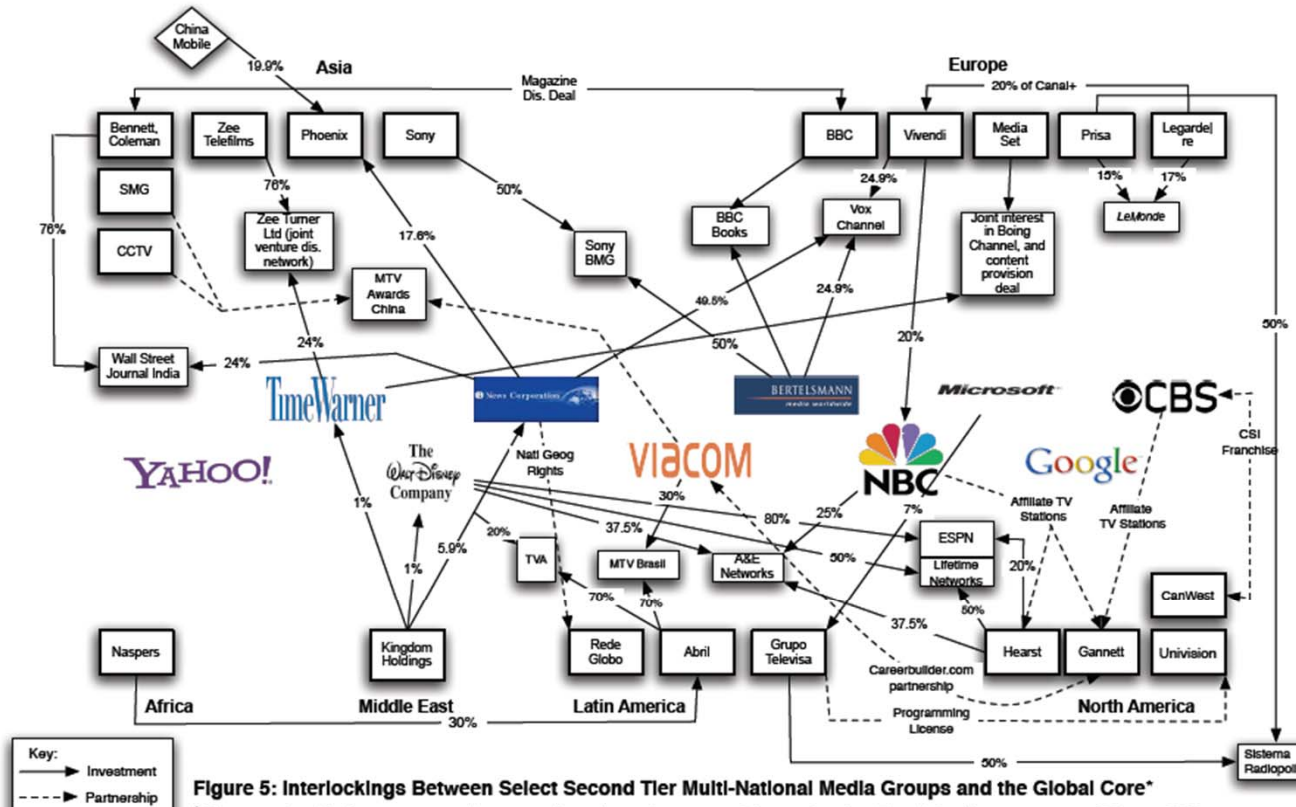 China
Mobile
19.9%
Asia
Europe
Magazine
Dis. Deal
20% of Canal+
Bennett,
Coleman
Zee
Telefilms
Phoenix
Sony
BBC
Vivendi
Media
Set
Prisa
Legarde|
re
76%
50%
24.9%
15%
17%
SMG
BBC
Books
Vox
Channel
LeMonde
76%
Zee Turner
Ltd (joint
venture dis.
network)
17.6%
Joint interest
in Boing
Channel, and
content
provision
deal
CCTV
Sony
BMG
MTV
Awards
China
49.5%
24.9%
50%
24%
50%
20%
Wall Street
Journal India
24%
TimeWarner
News Corporation
BERTELSMANN
media worldwide
Microsoft
CBS
CSI
Franchise
YAHOO!
The
Walt Disney
Company
Natl Geog
Rights
VIacom
NBC
Google
1%
30%
Affiliate TV
Stations
Affiliate
TV Stations
80%
25%
7%
37.5%
5.9%
20%
50%
ESPN
1%
TVA
MTV Brasil
A&E
Networks
Lifetime
Networks
20%
CanWest
70%
70%
50%
37.5%
Naspers
Kingdom
Holdings
Rede
Globo
Abril
Grupo
Televisa
Hearst
Gannett
Univision
Careerbuilder.com
partnership
Africa
Middle East
Latin America
North America
30%
Programming
License
Key:
Investment
Partnership
50%
Sistema
Radiopoli
Figure 5: Interlockings Between Select Second Tier Multi-National Media Groups and the Global Core*